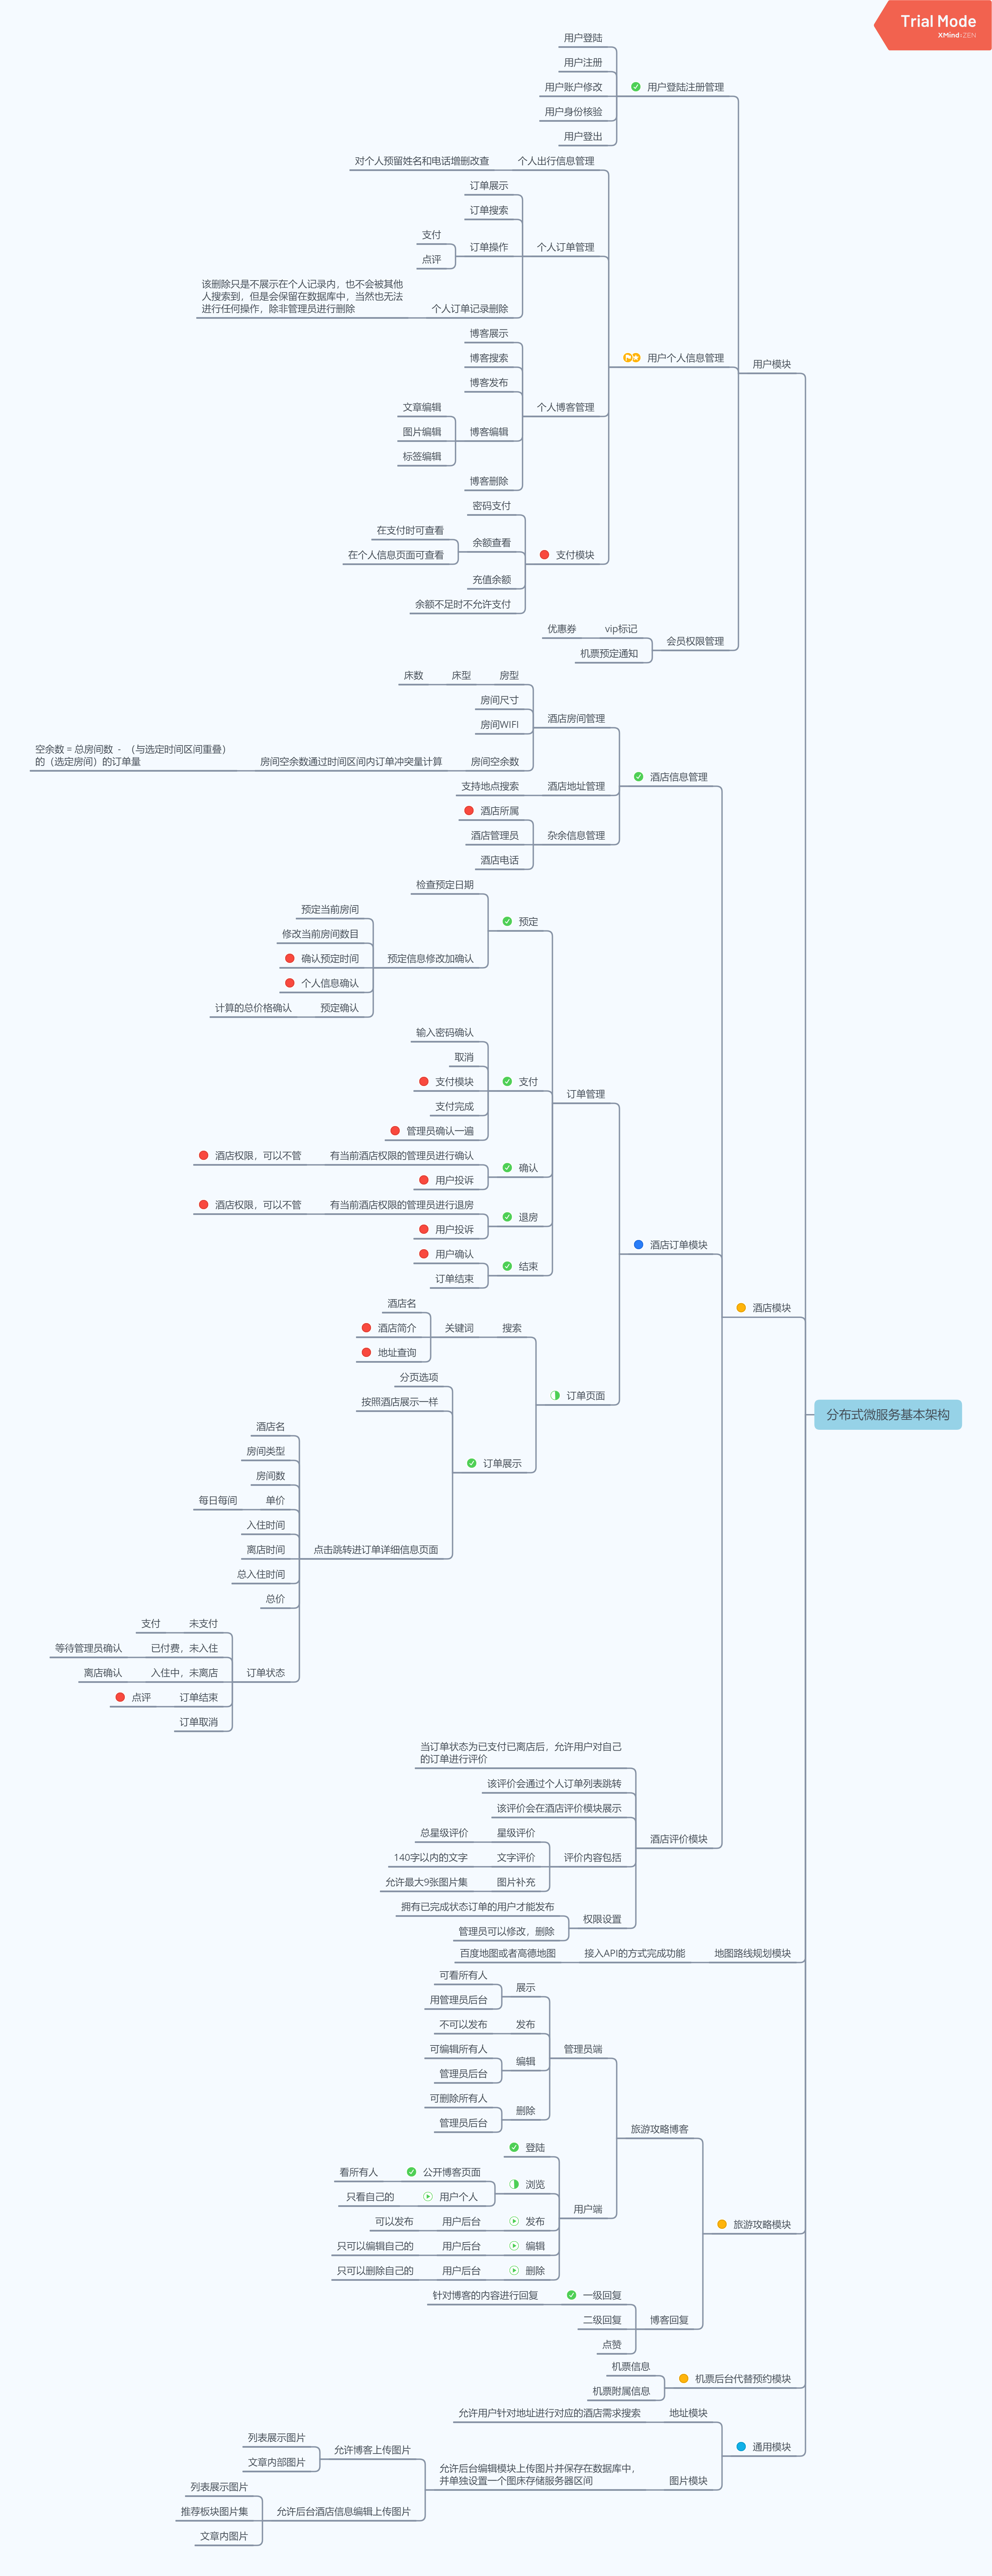 Trial Mode
XMind:ZEN
用户登陆
用户注册
用户账户修改
用户身份核验
用户登出
用户登陆注册管理
对个人预留姓名和电话增删改查
个人出行信息管理
订单展示
订单搜索
支付
点评
订单操作
个人订单管理
该删除只是不展示在个人记录内，也不会被其他
人搜索到，但是会保留在数据库中，当然也无法
进行任何操作，除非管理员进行删除
个人订单记录删除
用户个人信息管理
用户模块
博客展示
博客搜索
博客发布
文章编辑
图片编辑
标签编辑
博客编辑
个人博客管理
博客删除
密码支付
在支付时可查看
在个人信息页面可查看
余额查看
支付模块
充值余额
余额不足时不允许支付
优惠券
vip标记
机票预定通知
会员权限管理
床数
床型
房型
房间尺寸
房间WIFI
酒店房间管理
空余数 = 总房间数 - （与选定时间区间重叠）
的（选定房间）的订单量
房间空余数通过时间区间内订单冲突量计算
房间空余数
酒店信息管理
支持地点搜索
酒店地址管理
酒店所属
酒店管理员
酒店电话
杂余信息管理
检查预定日期
预定
预定当前房间
修改当前房间数目
确认预定时间
个人信息确认
计算的总价格确认
预定确认
预定信息修改加确认
输入密码确认
取消
支付模块
支付完成
管理员确认一遍
支付
订单管理
酒店权限，可以不管
有当前酒店权限的管理员进行确认
用户投诉
确认
酒店权限，可以不管
有当前酒店权限的管理员进行退房
用户投诉
退房
用户确认
订单结束
结束
酒店订单模块
酒店模块
酒店名
酒店简介
地址查询
关键词
搜索
分页选项
按照酒店展示一样
订单页面
分布式微服务基本架构
订单展示
酒店名
房间类型
房间数
每日每间
单价
入住时间
离店时间
总入住时间
总价
点击跳转进订单详细信息页面
支付
未支付
等待管理员确认
已付费，未入住
离店确认
入住中，未离店
点评
订单结束
订单取消
订单状态
当订单状态为已支付已离店后，允许用户对自己
的订单进行评价
该评价会通过个人订单列表跳转
该评价会在酒店评价模块展示
酒店评价模块
总星级评价
星级评价
140字以内的文字
文字评价
允许最大9张图片集
图片补充
评价内容包括
拥有已完成状态订单的用户才能发布
管理员可以修改，删除
权限设置
百度地图或者高德地图
接入API的方式完成功能
地图路线规划模块
可看所有人
用管理员后台
展示
不可以发布
发布
管理员端
可编辑所有人
管理员后台
编辑
可删除所有人
管理员后台
删除
旅游攻略博客
登陆
看所有人
公开博客页面
只看自己的
用户个人
浏览
用户端
可以发布
用户后台
发布
只可以编辑自己的
用户后台
编辑
只可以删除自己的
用户后台
删除
旅游攻略模块
针对博客的内容进行回复
一级回复
二级回复
点赞
博客回复
机票信息
机票附属信息
机票后台代替预约模块
允许用户针对地址进行对应的酒店需求搜索
地址模块
通用模块
列表展示图片
文章内部图片
允许博客上传图片
允许后台编辑模块上传图片并保存在数据库中，
并单独设置一个图床存储服务器区间
图片模块
列表展示图片
推荐板块图片集
文章内图片
允许后台酒店信息编辑上传图片